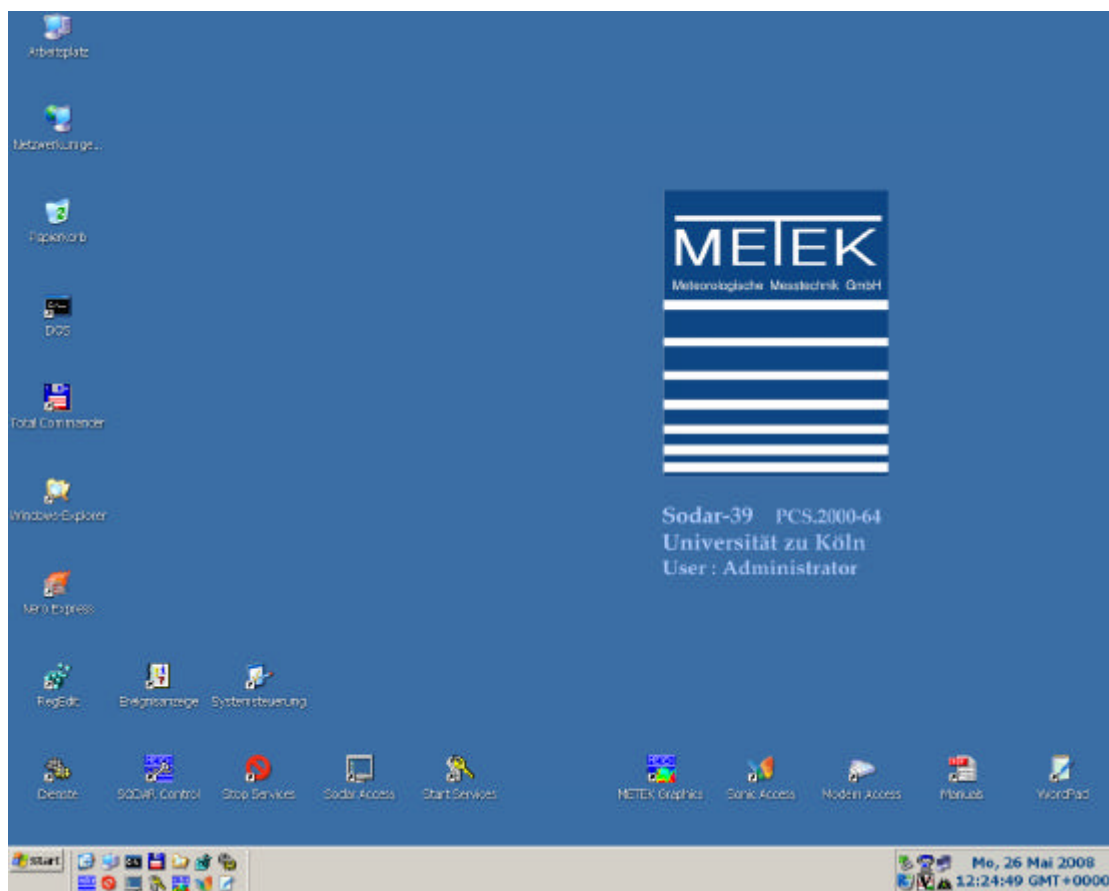 Arbeitsplatz
Netzwerkumge...
Papierkorb
DOS
Total Commander
Windows-Explorer
Nero Express
RegEdit
Ereignisanzeige
Systemsteuerung
METEK
Meteorologische Messtechnik GmbH
Sodar-39 PCS.2000-64
Universität zu Köln
User : Administrator
Dienste
SODAR Control
Stop Services
Sodar Access
Start Services
METEK Graphics
Sonic Access
Modem Access
Manuals
WordPad
Start
Mo, 26 Mai 2008
12:24:49 GMT+0000